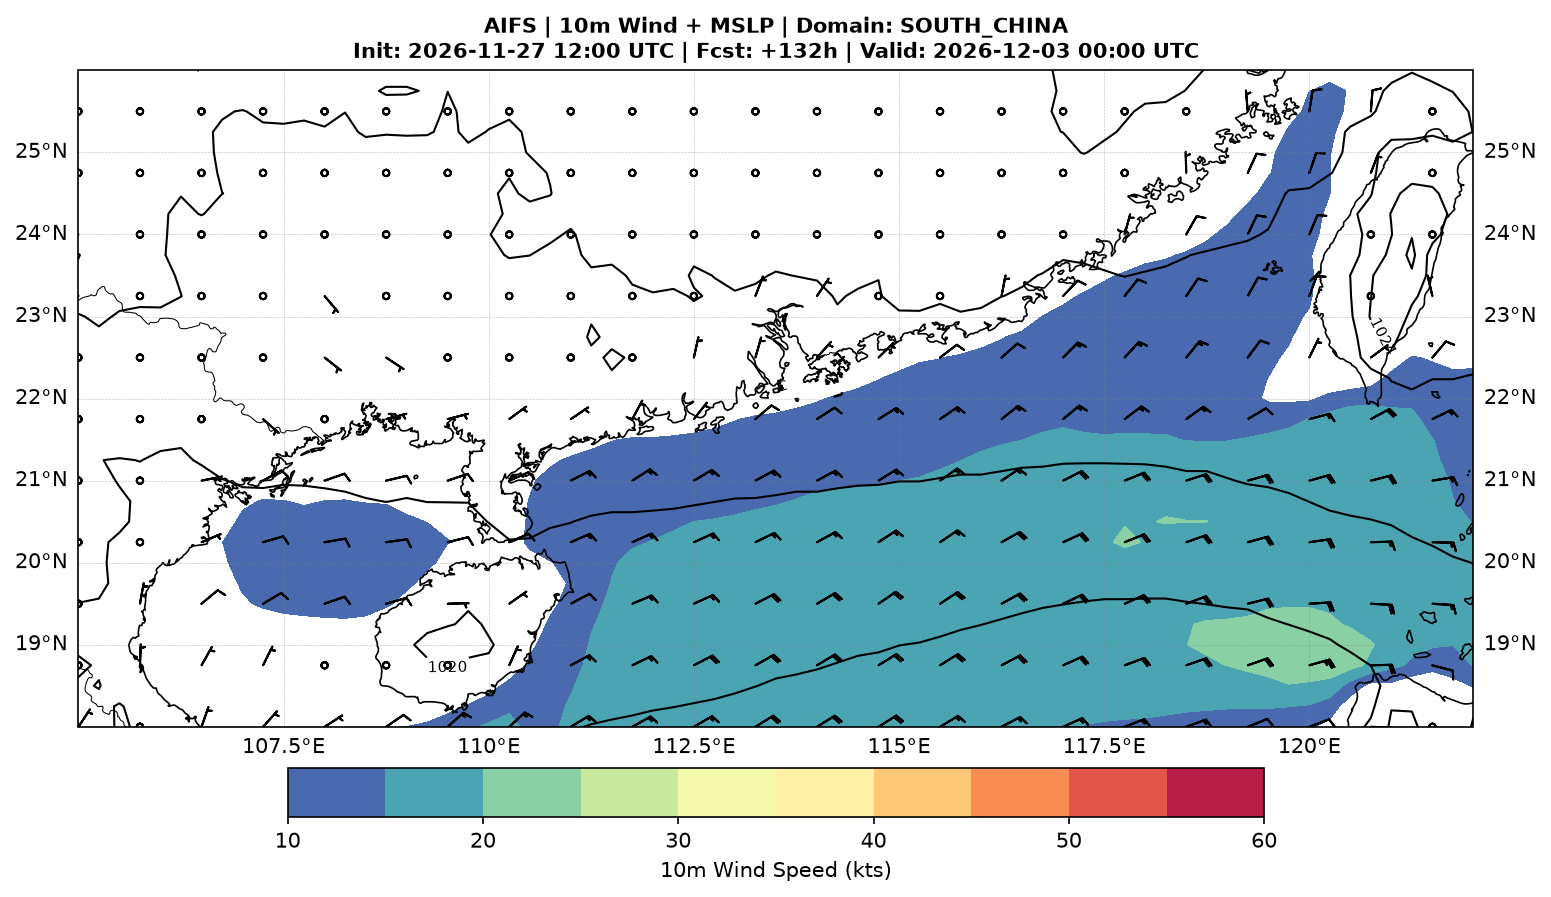 AIFS | 10m Wind + MSLP | Domain: SOUTH_CHINA
Init: 2026-11-27 12:00 UTC | Fcst: +132h | Valid: 2026-12-03 00:00 UTC
25°N 25°N
24°N 24°N
23°N 23°N
22°N 22°N
21°N 21°N
20°N 20°N
19°N 19°N
1020
107.5°E 110°E 112.5°E 115°E 117.5°E 120°E
10 20 30 40 50 60
10m Wind Speed (kts)